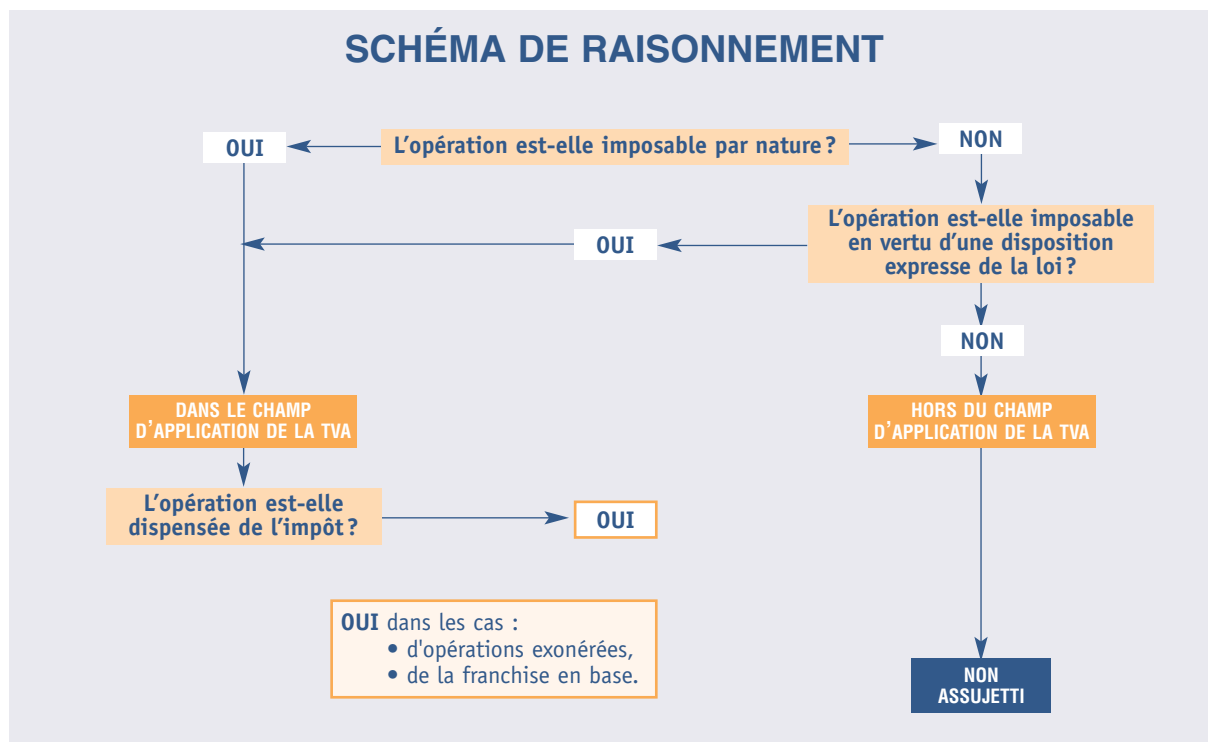 SCHÉMA DE RAISONNEMENT
OUI
L'opération est-elle imposable par nature ?
NON
L'opération est-elle imposable
en vertu d'une disposition
expresse de la loi ?
OUI
NON
DANS LE CHAMP
D'APPLICATION DE LA TVA
HORS DU CHAMP
D'APPLICATION DE LA TVA
L'opération est-elle
dispensée de l'impôt ?
OUI
OUI dans les cas :
• d'opérations exonérées,
• de la franchise en base.
NON
ASSUJETTI